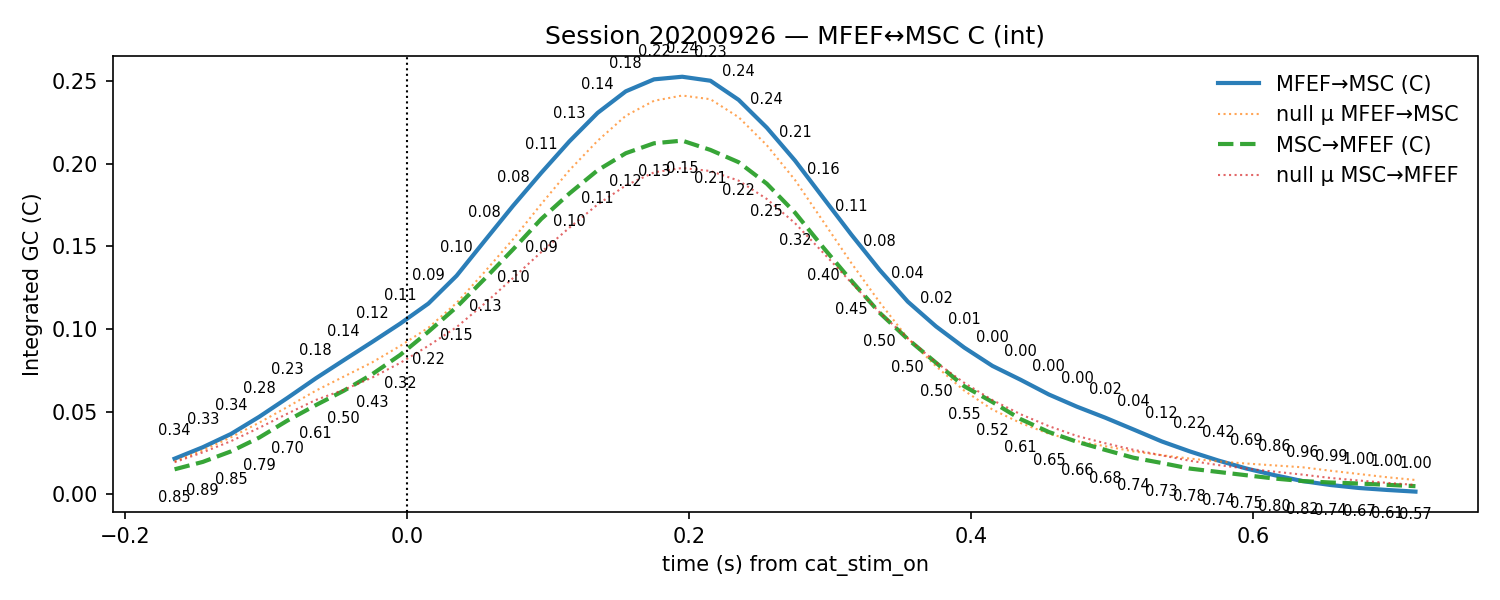 Session 20200926 — MFEF↔MSC C (int)
Integrated GC (C)
0.25
0.20
0.15
0.10
0.05
0.00
MFEF→MSC (C)
null μ MFEF→MSC
MSC→MFEF (C)
null μ MSC→MFEF
0.34 0.33 0.34 0.28 0.23 0.18 0.14 0.12 0.11 0.09 0.10 0.08 0.08 0.11 0.13 0.14 0.18 0.22 0.24 0.23 0.24 0.24 0.21 0.16 0.11 0.08 0.04 0.02 0.01 0.00 0.00 0.00 0.00 0.02 0.04 0.12 0.22 0.42 0.69 0.86 0.96 0.99 1.00 1.00 1.00
0.85 0.89 0.85 0.79 0.70 0.61 0.50 0.43 0.32 0.22 0.15 0.13 0.10 0.09 0.10 0.11 0.12 0.13 0.15 0.21 0.22 0.25 0.32 0.40 0.45 0.50 0.50 0.50 0.55 0.52 0.61 0.65 0.66 0.68 0.74 0.73 0.78 0.74 0.75 0.80 0.82 0.74 0.67 0.61 0.57
−0.2 0.0 0.2 0.4 0.6
time (s) from cat_stim_on